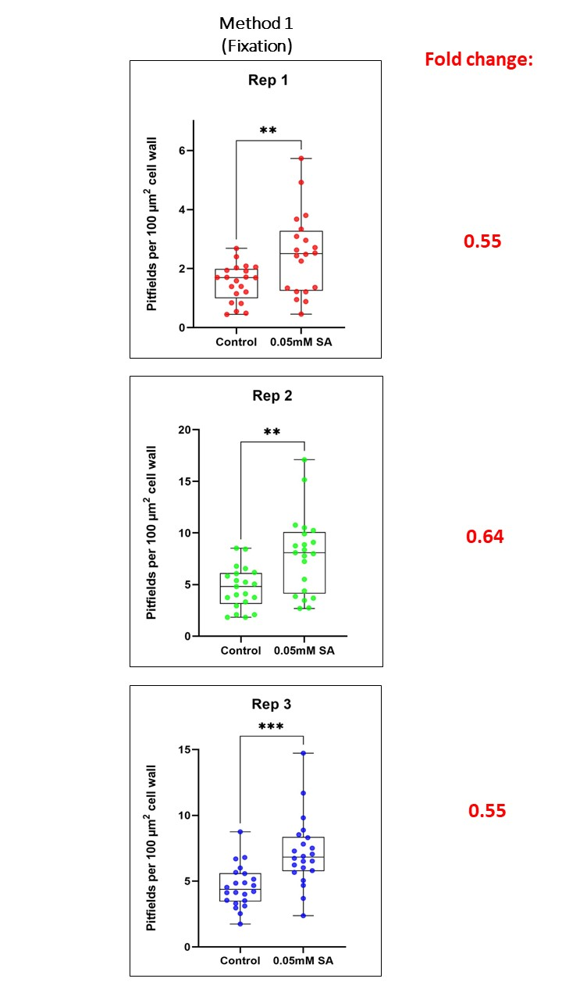 Method 1
(Fixation)
Fold change:
Rep 1
**
Pitfields per 100 µm² cell wall
6
4
2
0
Control 0.05mM SA
0.55
Rep 2
**
Pitfields per 100 µm² cell wall
20
15
10
5
0
Control 0.05mM SA
0.64
Rep 3
***
Pitfields per 100 µm² cell wall
15
10
5
0
Control 0.05mM SA
0.55